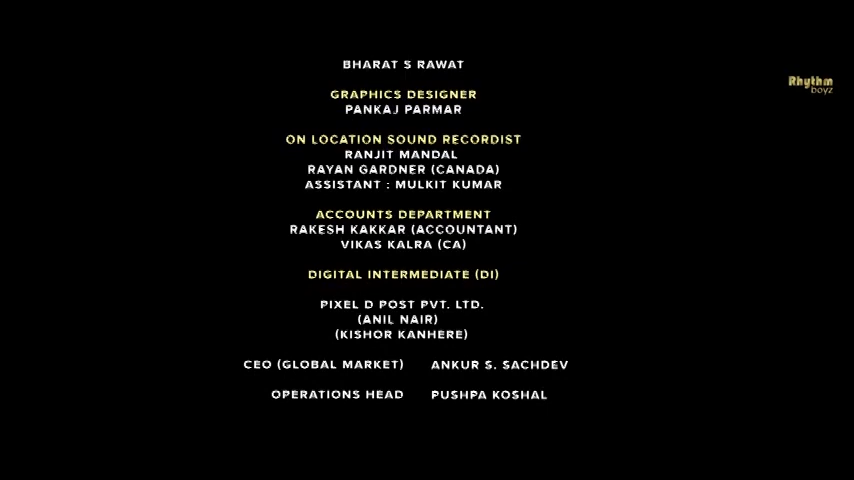 BHARAT S RAWAT
Rhythm
boyz
GRAPHICS DESIGNER
PANKAJ PARMAR
ON LOCATION SOUND RECORDIST
RANJIT MANDAL
RAYAN GARDNER (CANADA)
ASSISTANT : MULKIT KUMAR
ACCOUNTS DEPARTMENT
RAKESH KAKKAR (ACCOUNTANT)
VIKAS KALRA (CA)
DIGITAL INTERMEDIATE (DI)
PIXEL D POST PVT. LTD.
(ANIL NAIR)
(KISHOR KANHERE)
CEO (GLOBAL MARKET) ANKUR S. SACHDEV
OPERATIONS HEAD PUSHPA KOSHAL